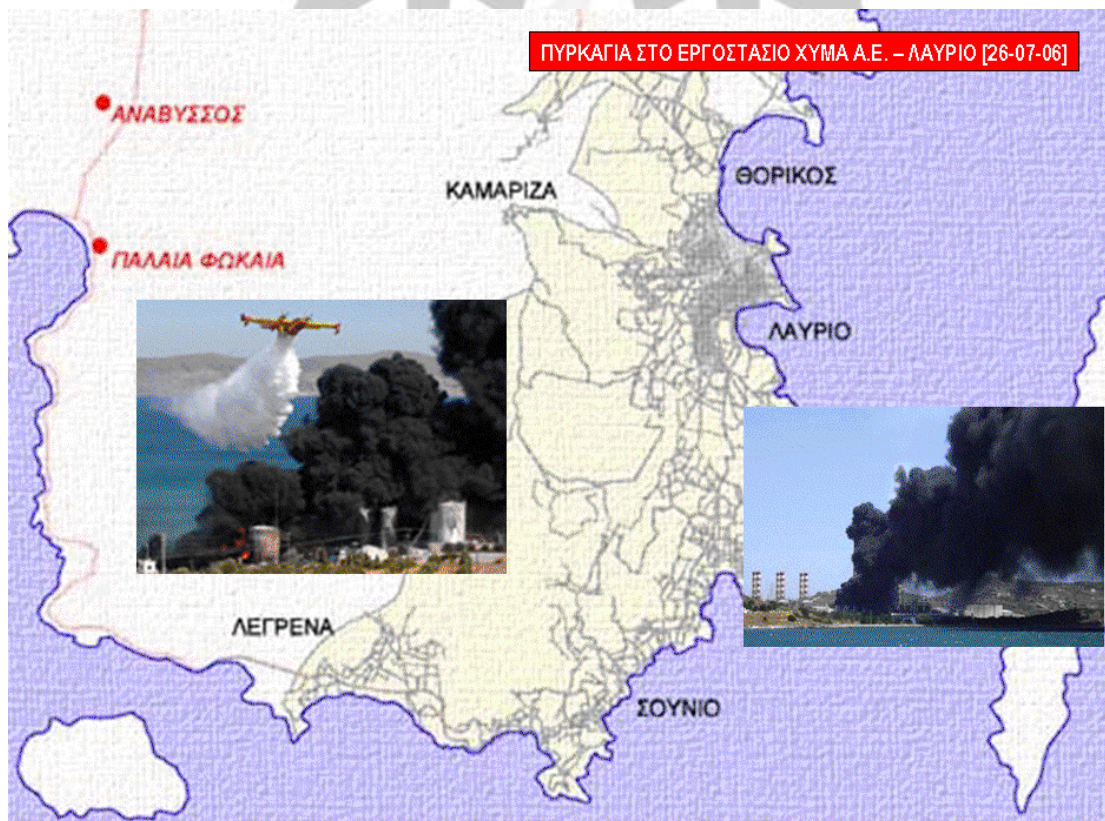 ΠΥΡΚΑΓΙΑ ΣΤΟ ΕΡΓΟΣΤΑΣΙΟ ΧΥΜΑ Α.Ε. – ΛΑΥΡΙΟ [26-07-06]
ΑΝΑΒΥΣΣΟΣ
ΘΟΡΙΚΟΣ
ΚΑΜΑΡΙΖΑ
ΠΑΛΑΙΑ ΦΩΚΑΙΑ
ΛΑΥΡΙΟ
ΛΕΓΡΕΝΑ
ΣΟΥΝΙΟ